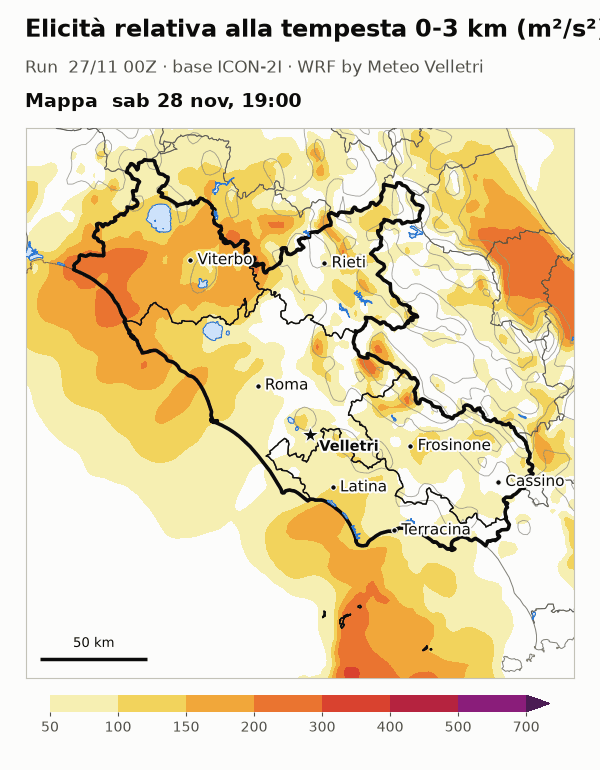 Elicità relativa alla tempesta 0-3 km (m²/s²)
Run  27/11 00Z · base ICON-2I · WRF by Meteo Velletri
Mappa  sab 28 nov, 19:00
Viterbo
Rieti
Roma
Velletri
Frosinone
Latina
Cassino
Terracina
50 km
50 100 150 200 300 400 500 700